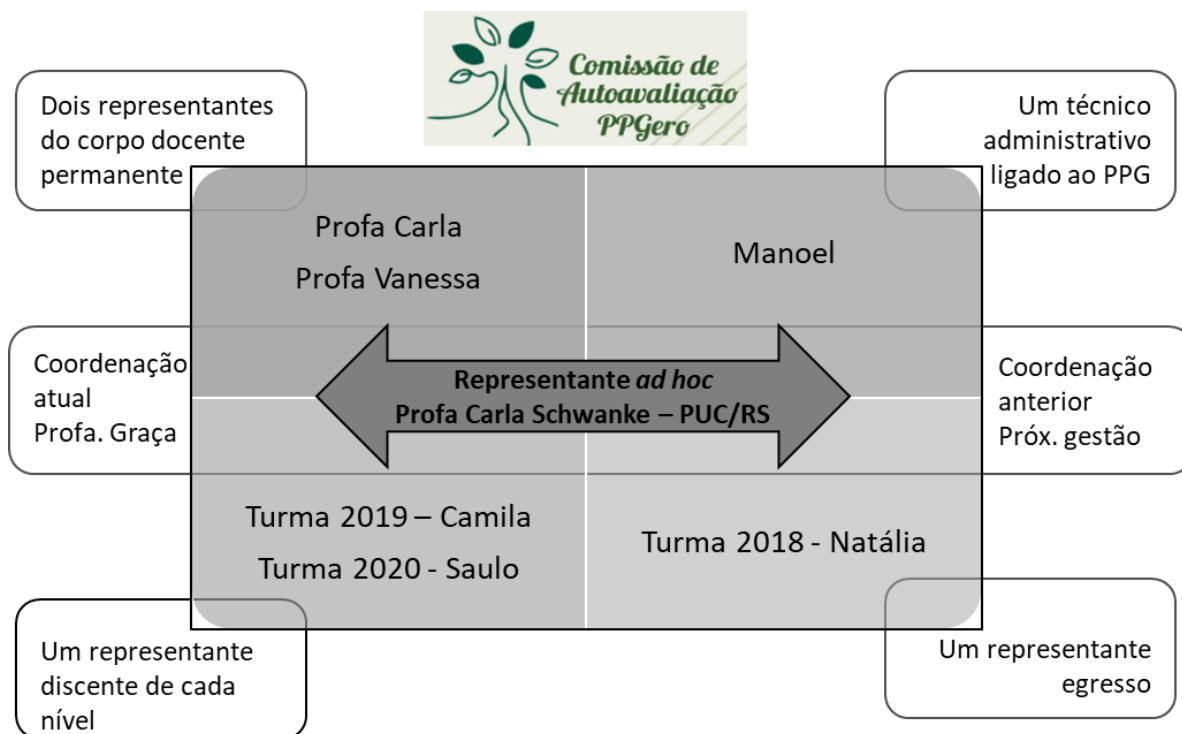 Comissão de
Autoavaliação
PPGero
Dois representantes
do corpo docente
permanente
Um técnico
administrativo
ligado ao PPG
Profa Carla
Profa Vanessa
Manoel
Coordenação
atual
Profa. Graça
Representante ad hoc
Profa Carla Schwanke – PUC/RS
Coordenação
anterior
Próx. gestão
Turma 2019 – Camila
Turma 2020 - Saulo
Turma 2018 - Natália
Um representante
discente de cada
nível
Um representante
egresso